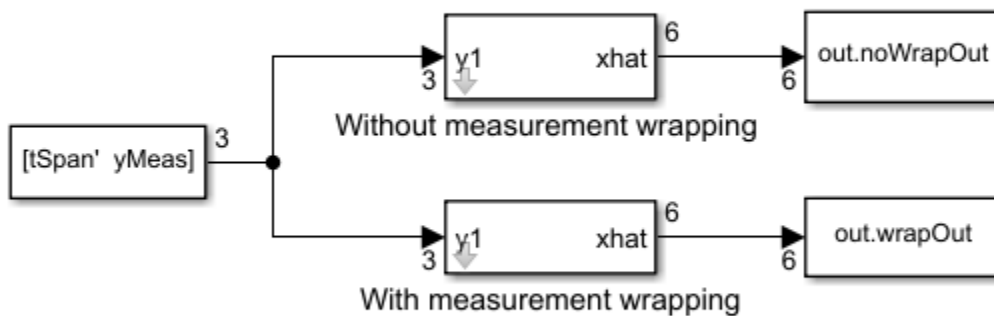 6
6
y1
xhat
out.noWrapOut
3
6
Without measurement wrapping
[tSpan' yMeas]
3
6
y1
xhat
out.wrapOut
3
6
With measurement wrapping